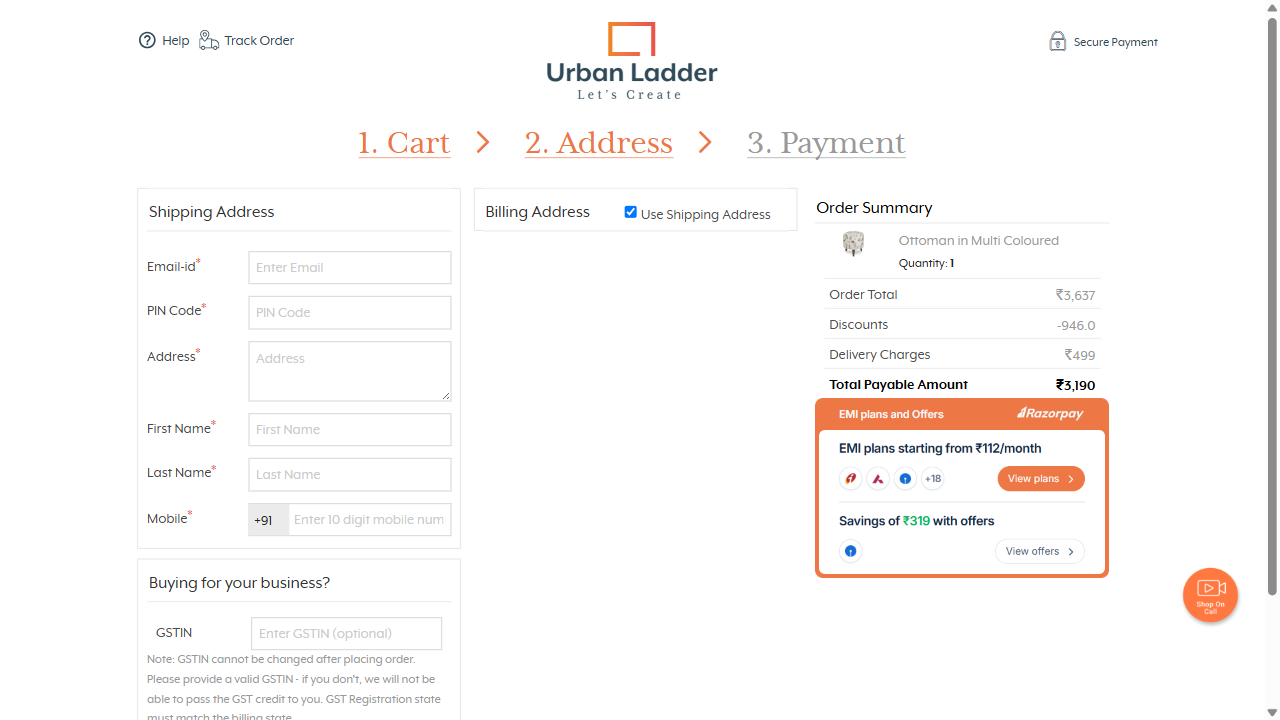 Help
Track Order
Urban Ladder
Let's Create
Secure Payment
1. Cart
2. Address
3. Payment
Shipping Address
Email-id*
Enter Email
PIN Code*
PIN Code
Address*
Address
First Name*
First Name
Last Name*
Last Name
Mobile*
+91
Enter 10 digit mobile num
Buying for your business?
GSTIN
Enter GSTIN (optional)
Note: GSTIN cannot be changed after placing order.
Please provide a valid GSTIN - if you don't, we will not be
able to pass the GST credit to you. GST Registration state
must match the billing state
Billing Address
Use Shipping Address
Order Summary
Ottoman in Multi Coloured
Quantity: 1
Order Total ₹3,637
Discounts -946.0
Delivery Charges ₹499
Total Payable Amount ₹3,190
EMI plans and Offers
Razorpay
EMI plans starting from ₹112/month
+18
View plans
Savings of ₹319 with offers
View offers
Shop On
Call